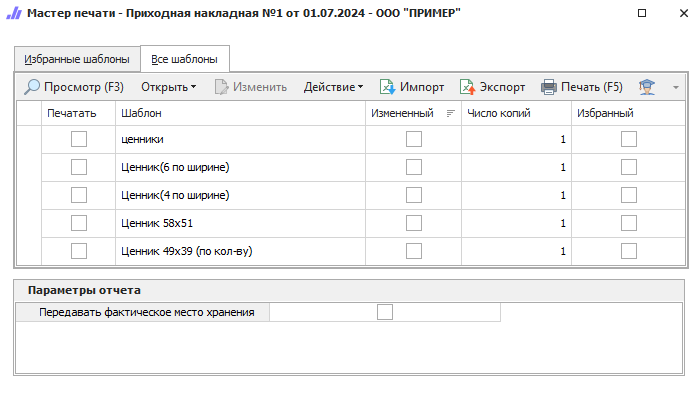 Мастер печати - Приходная накладная №1 от 01.07.2024 - ООО "ПРИМЕР"
Избранные шаблоны Все шаблоны
Просмотр (F3) Открыть Изменить Действие Импорт Экспорт Печать (F5)
Печатать Шаблон Измененный Число копий Избранный
ценники 1
Ценник(6 по ширине) 1
Ценник(4 по ширине) 1
Ценник 58x51 1
Ценник 49x39 (по кол-ву) 1
Параметры отчета
Передавать фактическое место хранения